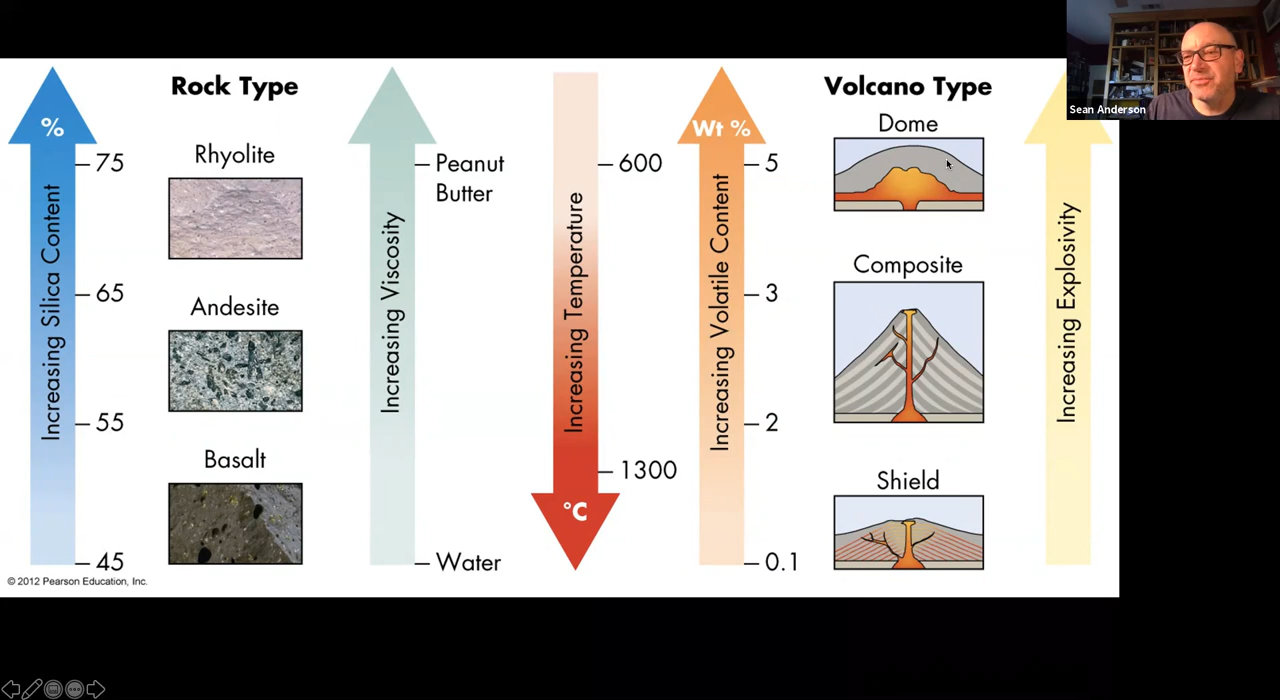 Sean Anderson
Rock Type
Volcano Type
%
75
65
55
45
Increasing Silica Content
Rhyolite
Andesite
Basalt
Increasing Viscosity
Peanut
Butter
Water
Increasing Temperature
600
1300
°C
Wt %
Increasing Volatile Content
5
3
2
0.1
Dome
Composite
Shield
Increasing Explosivity
© 2012 Pearson Education, Inc.